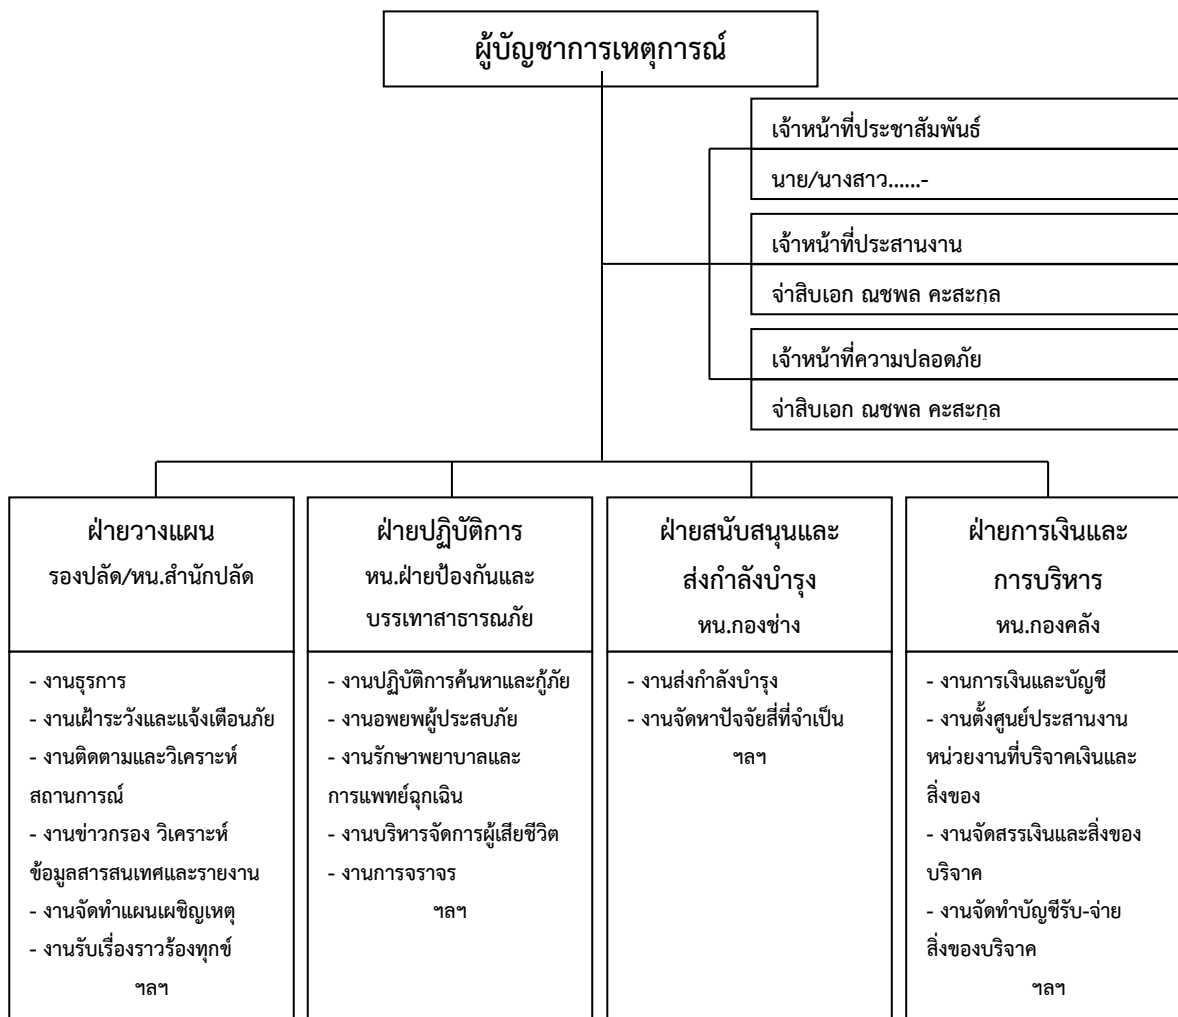 ผู้บัญชาการเหตุการณ์
เจ้าหน้าที่ประชาสัมพันธ์
นาย/นางสาว......-
เจ้าหน้าที่ประสานงาน
จ่าสิบเอก ณชพล คะสะกุล
เจ้าหน้าที่ความปลอดภัย
จ่าสิบเอก ณชพล คะสะกุล
ฝ่ายวางแผน
รองปลัด/หน.สำนักปลัด
- งานธุรการ
- งานเฝ้าระวังและแจ้งเตือนภัย
- งานติดตามและวิเคราะห์
สถานการณ์
- งานข่าวกรอง วิเคราะห์
ข้อมูลสารสนเทศและรายงาน
- งานจัดทำแผนเผชิญเหตุ
- งานรับเรื่องราวร้องทุกข์
ฯลฯ
ฝ่ายปฏิบัติการ
หน.ฝ่ายป้องกันและ
บรรเทาสาธารณภัย
- งานปฏิบัติการค้นหาและกู้ภัย
- งานอพยพผู้ประสบภัย
- งานรักษาพยาบาลและ
การแพทย์ฉุกเฉิน
- งานบริหารจัดการผู้เสียชีวิต
- งานการจราจร
ฯลฯ
ฝ่ายสนับสนุนและ
ส่งกำลังบำรุง
หน.กองช่าง
- งานส่งกำลังบำรุง
- งานจัดหาปัจจัยสี่ที่จำเป็น
ฯลฯ
ฝ่ายการเงินและ
การบริหาร
หน.กองคลัง
- งานการเงินและบัญชี
- งานตั้งศูนย์ประสานงาน
หน่วยงานที่บริจาคเงินและ
สิ่งของ
- งานจัดสรรเงินและสิ่งของ
บริจาค
- งานจัดทำบัญชีรับ-จ่าย
สิ่งของบริจาค
ฯลฯ